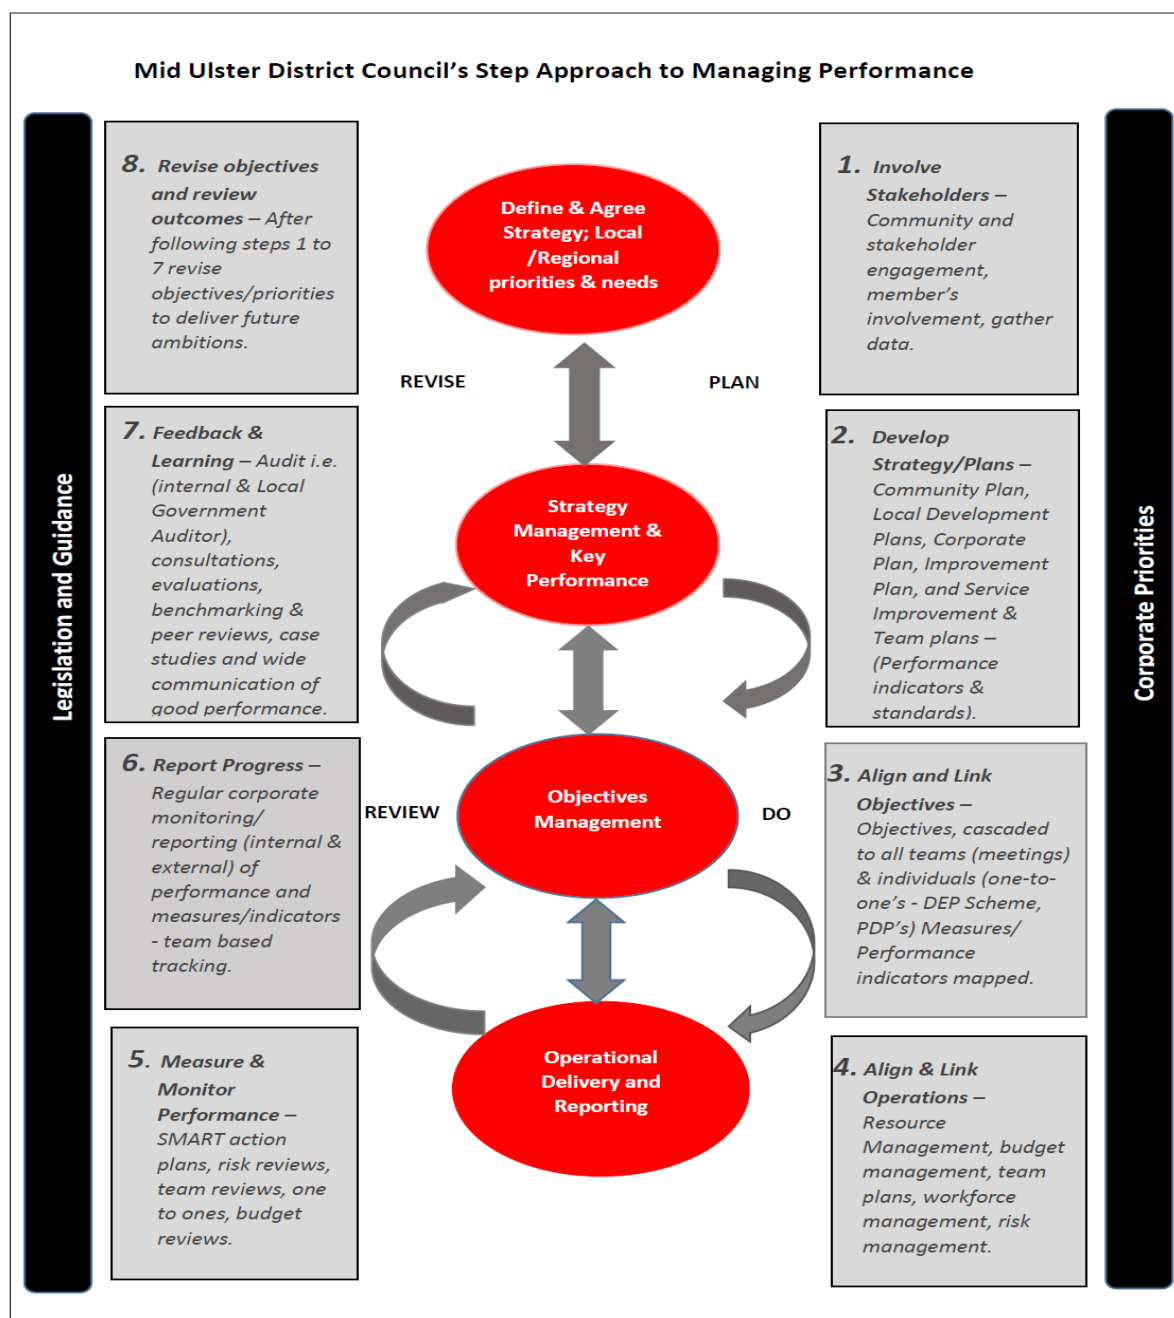 Mid Ulster District Council's Step Approach to Managing Performance
Legislation and Guidance
8. Revise objectives
and review
outcomes – After
following steps 1 to
7 revise
objectives/priorities
to deliver future
ambitions.
7. Feedback &
Learning – Audit i.e.
(internal & Local
Government
Auditor),
consultations,
evaluations,
benchmarking &
peer reviews, case
studies and wide
communication of
good performance.
6. Report Progress –
Regular corporate
monitoring/
reporting (internal &
external) of
performance and
measures/indicators
- team based
tracking.
5. Measure &
Monitor
Performance –
SMART action
plans, risk reviews,
team reviews, one
to ones, budget
reviews.
Define & Agree
Strategy; Local
/Regional
priorities & needs
REVISE
PLAN
Strategy
Management &
Key
Performance
REVIEW
Objectives
Management
DO
Operational
Delivery and
Reporting
1. Involve
Stakeholders –
Community and
stakeholder
engagement,
member's
involvement, gather
data.
2. Develop
Strategy/Plans –
Community Plan,
Local Development
Plans, Corporate
Plan, Improvement
Plan, and Service
Improvement &
Team plans –
(Performance
indicators &
standards).
3. Align and Link
Objectives –
Objectives, cascaded
to all teams (meetings)
& individuals (one-to-
one's - DEP Scheme,
PDP's) Measures/
Performance
indicators mapped.
4. Align & Link
Operations –
Resource
Management, budget
management, team
plans, workforce
management, risk
management.
Corporate Priorities